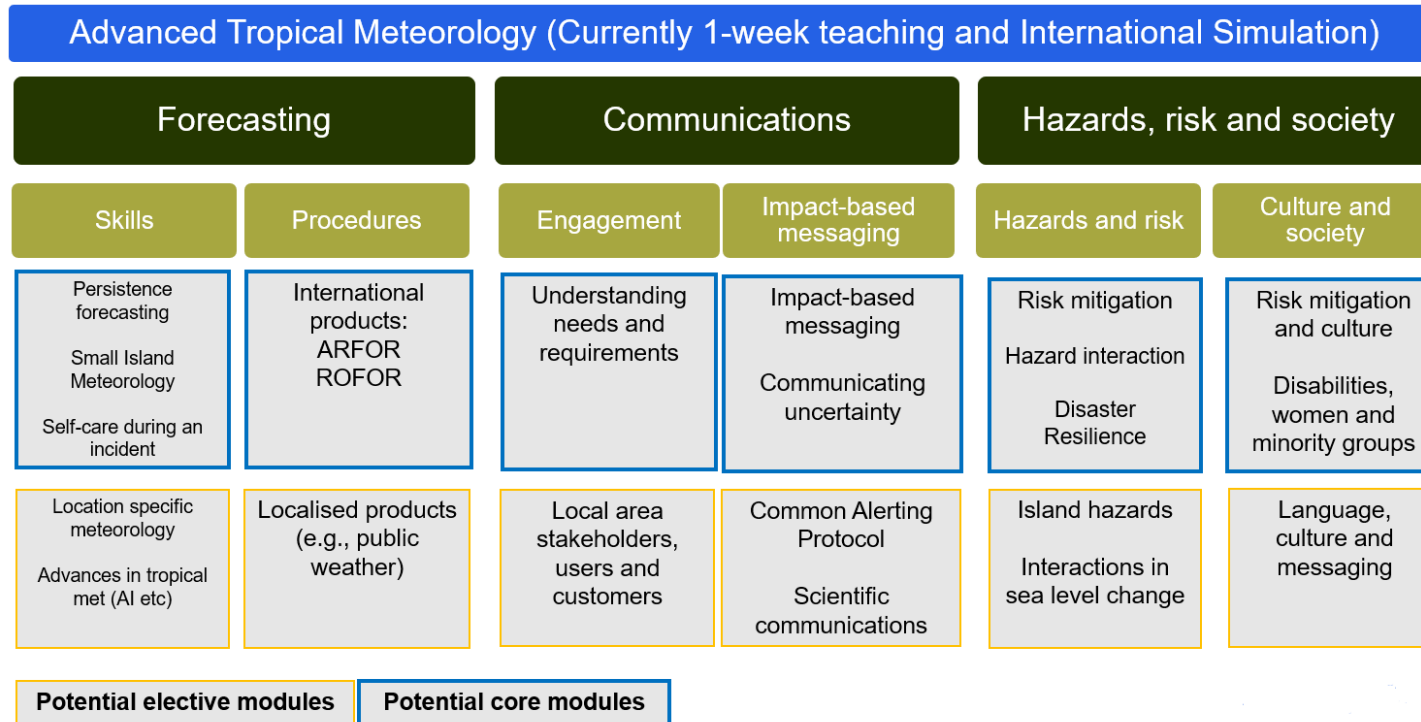 Advanced Tropical Meteorology (Currently 1-week teaching and International Simulation)
Forecasting
Communications
Hazards, risk and society
Skills
Procedures
Engagement
Impact-based
messaging
Hazards and risk
Culture and
society
Persistence
forecasting
Small Island
Meteorology
Self-care during an
incident
International
products:
ARFOR
ROFOR
Understanding
needs and
requirements
Impact-based
messaging
Communicating
uncertainty
Risk mitigation
Hazard interaction
Disaster
Resilience
Risk mitigation
and culture
Disabilities,
women and
minority groups
Location specific
meteorology
Advances in tropical
met (AI etc)
Localised products
(e.g., public
weather)
Local area
stakeholders,
users and
customers
Common Alerting
Protocol
Scientific
communications
Island hazards
Interactions in
sea level change
Language,
culture and
messaging
Potential elective modules
Potential core modules